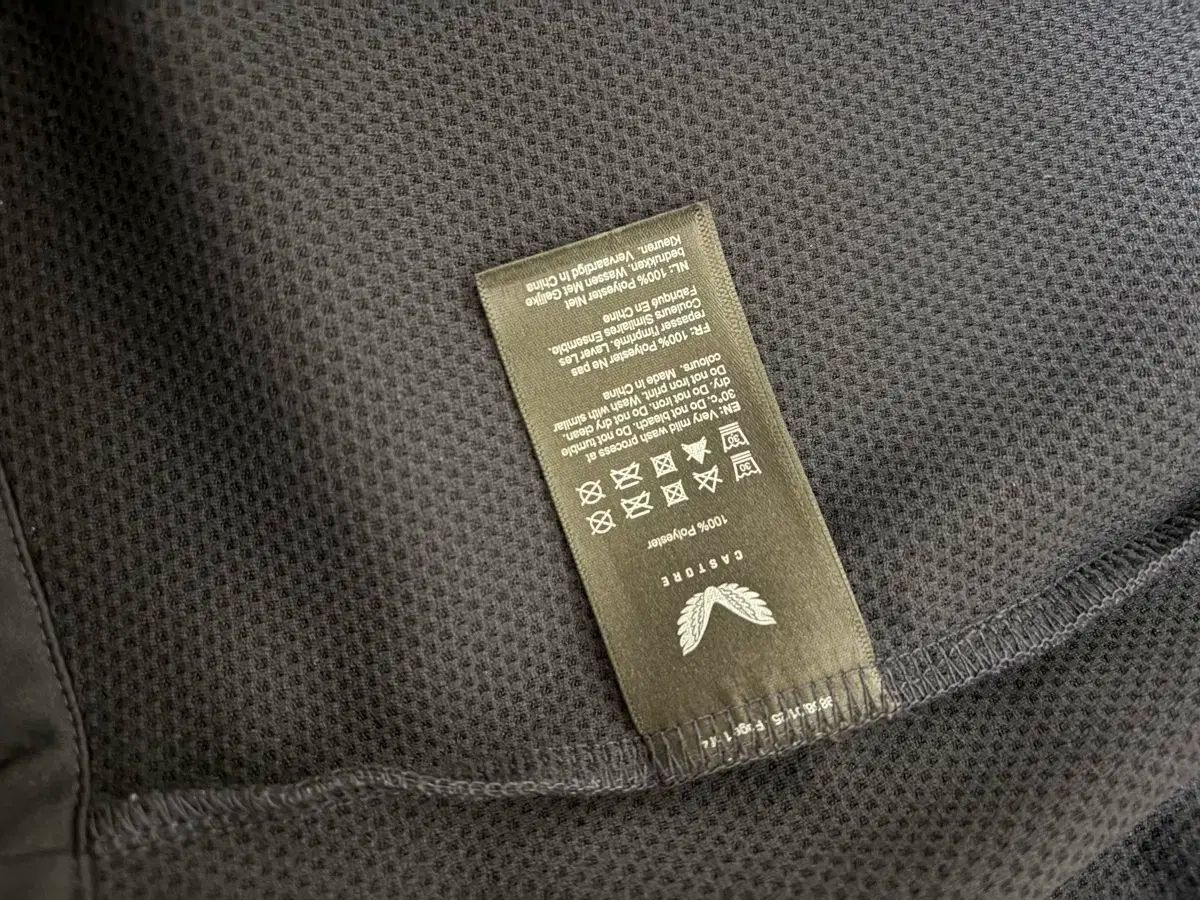 CASTORE
100% Polyester
30
30
EN: Very mild wash process at
30°c. Do not bleach. Do not tumble
dry. Do not Iron. Do not dry clean.
Do not Iron print. Wash with similar
colours. Made in China
FR: 100% Polyester Ne pas
repasser l'imprimé. Laver Les
Couleurs Similaires Ensemble.
Fabriqué En Chine
NL: 100% Polyester Niet
bedrukken. Wassen Met Gelijke
Kleuren. Vervaardigd In China